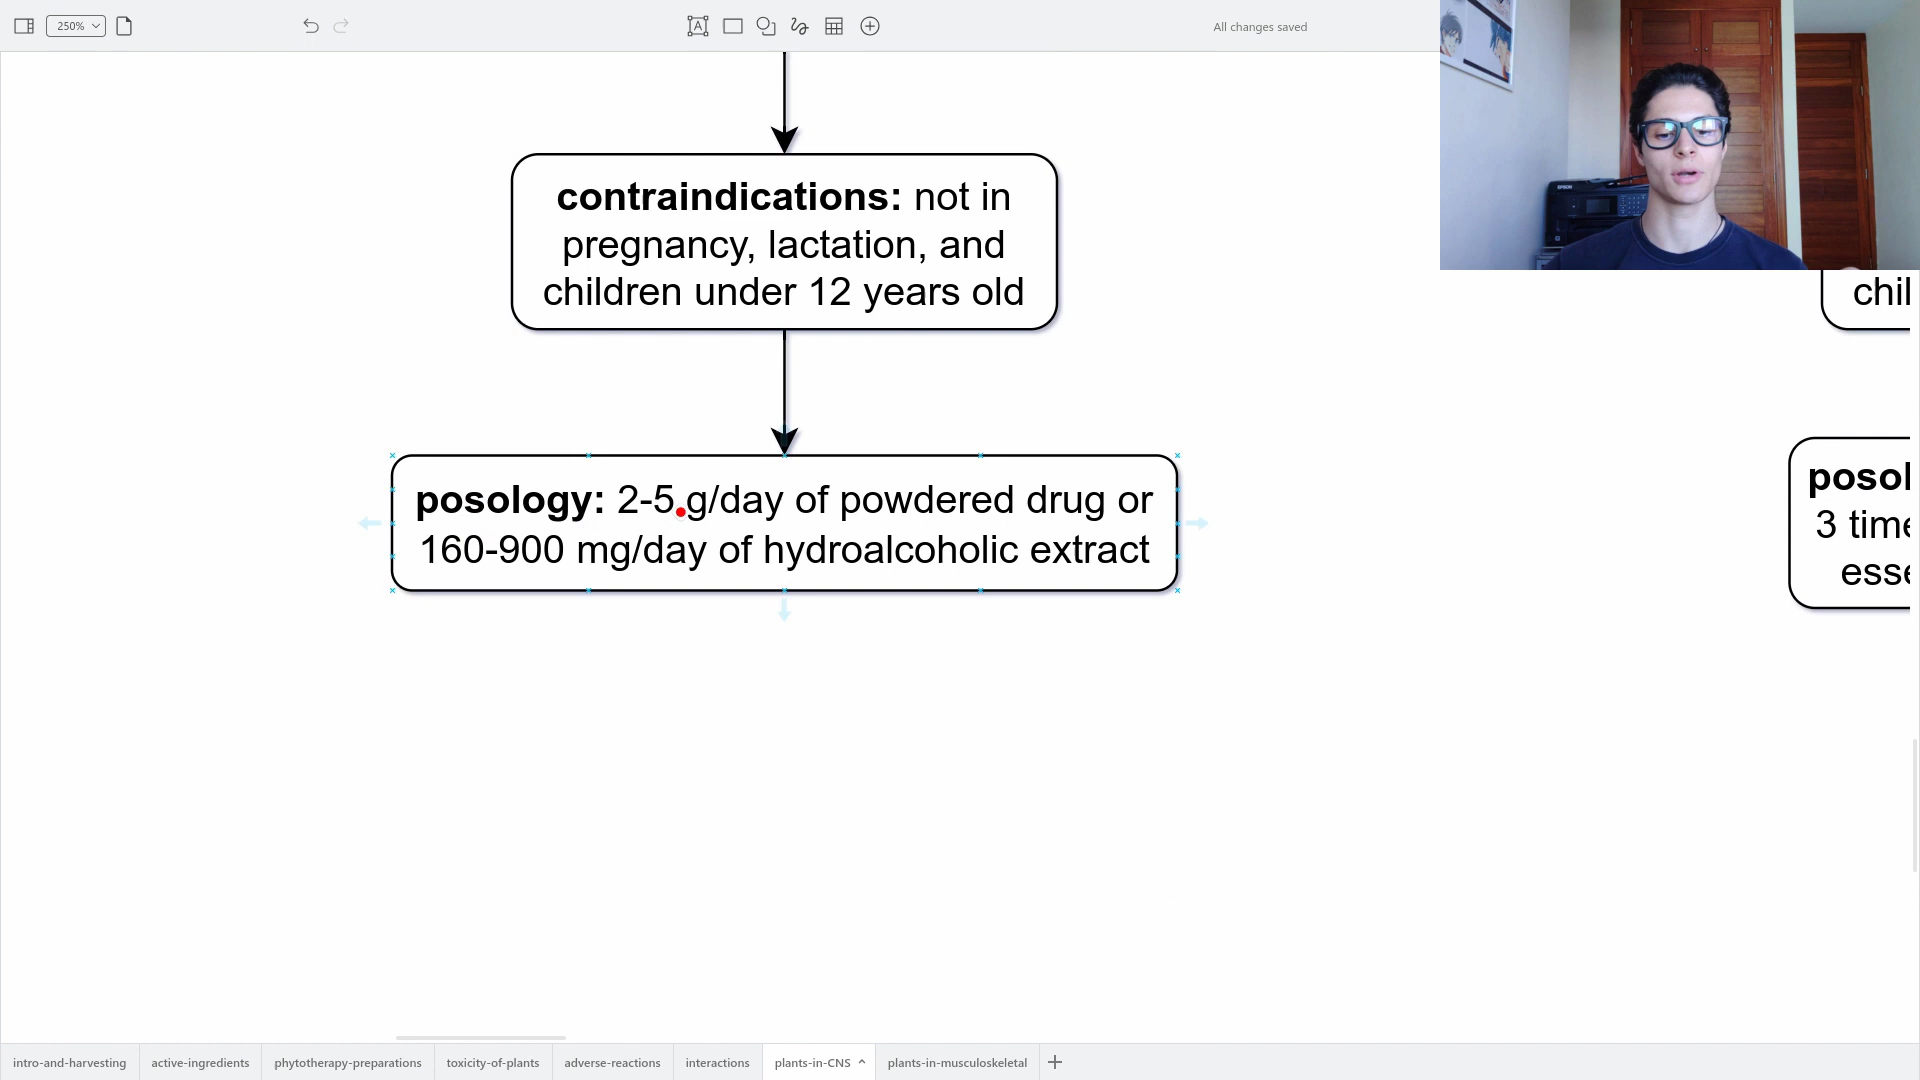 250%
All changes saved
EPSON
contraindications: not in
pregnancy, lactation, and
children under 12 years old
chil
posology: 2-5 g/day of powdered drug or
160-900 mg/day of hydroalcoholic extract
posol
3 time
esse
intro-and-harvesting
active-ingredients
phytotherapy-preparations
toxicity-of-plants
adverse-reactions
interactions
plants-in-CNS
plants-in-musculoskeletal